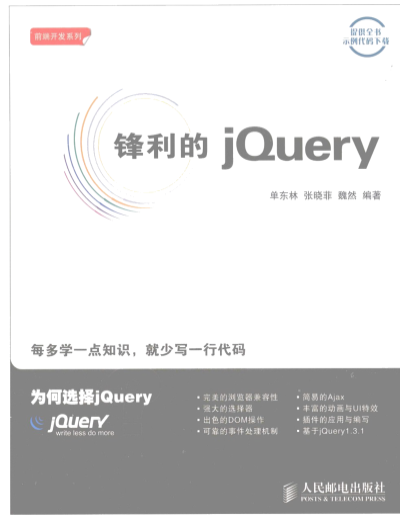 前端开发系列
提供全书
示例代码下载
锋利的 jQuery
单东林 张晓菲 魏然 编著
每多学一点知识，就少写一行代码
为何选择jQuery
jQuery
write less do more
·完美的浏览器兼容性
·强大的选择器
·出色的DOM操作
·可靠的事件处理机制
·简易的Ajax
·丰富的动画与UI特效
·插件的应用与编写
·基于jQuery1.3.1
人民邮电出版社
POSTS & TELECOM PRESS